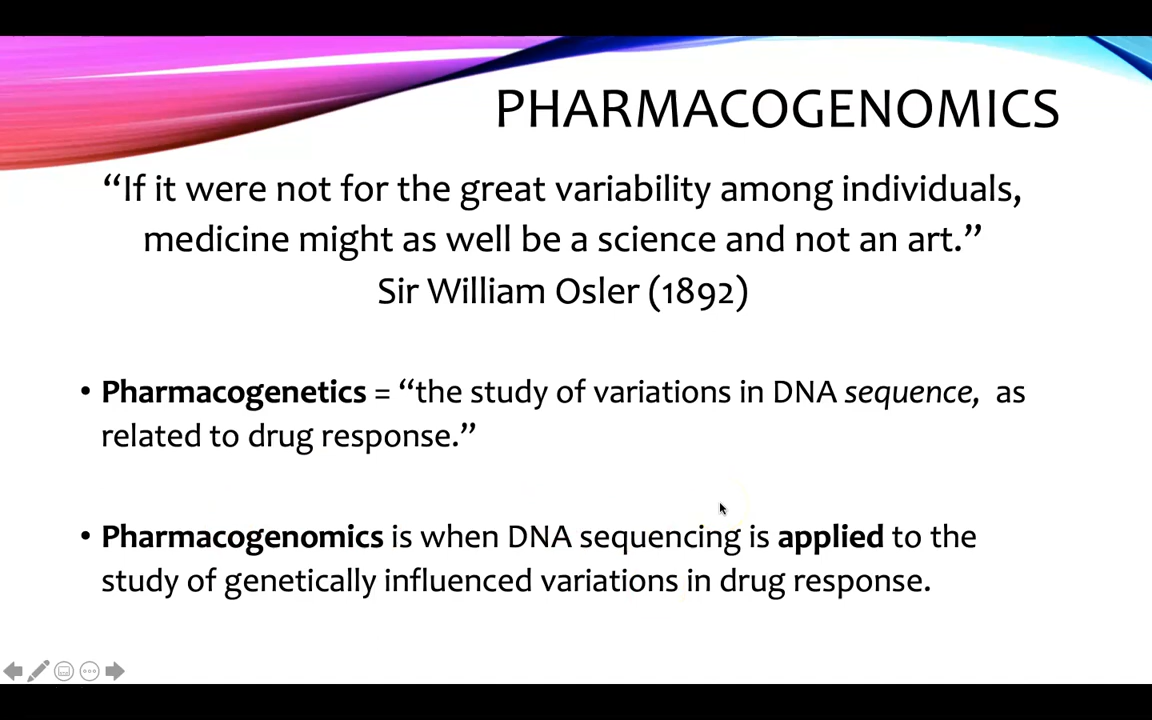 PHARMACOGENOMICS
“If it were not for the great variability among individuals,
medicine might as well be a science and not an art.”
Sir William Osler (1892)
• Pharmacogenetics = “the study of variations in DNA sequence,  as
related to drug response.”
• Pharmacogenomics is when DNA sequencing is applied to the
study of genetically influenced variations in drug response.